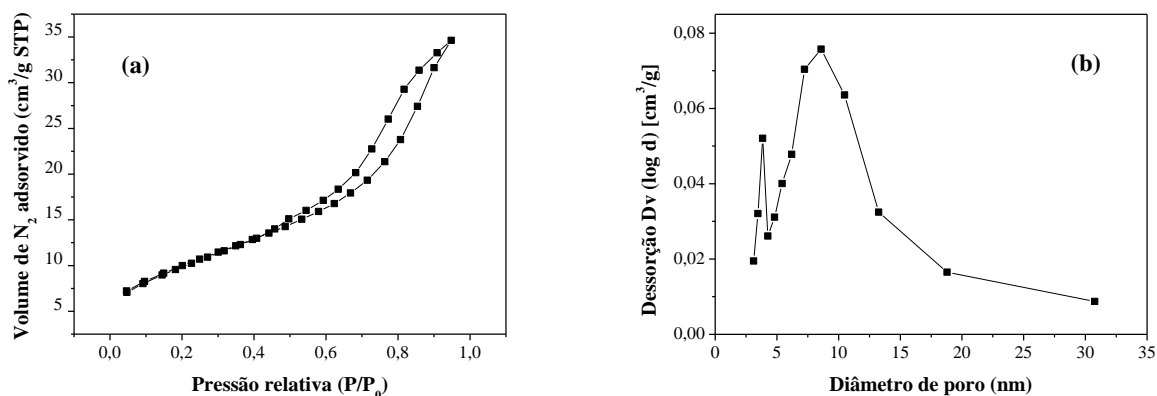 (a)
Volume de N₂ adsorvido (cm³/g STP)
35
30
25
20
15
10
5
0,0 0,2 0,4 0,6 0,8 1,0
Pressão relativa (P/P₀)
(b)
Dessorção Dv (log d) [cm³/g]
0,08
0,06
0,04
0,02
0,00
0 5 10 15 20 25 30 35
Diâmetro de poro (nm)